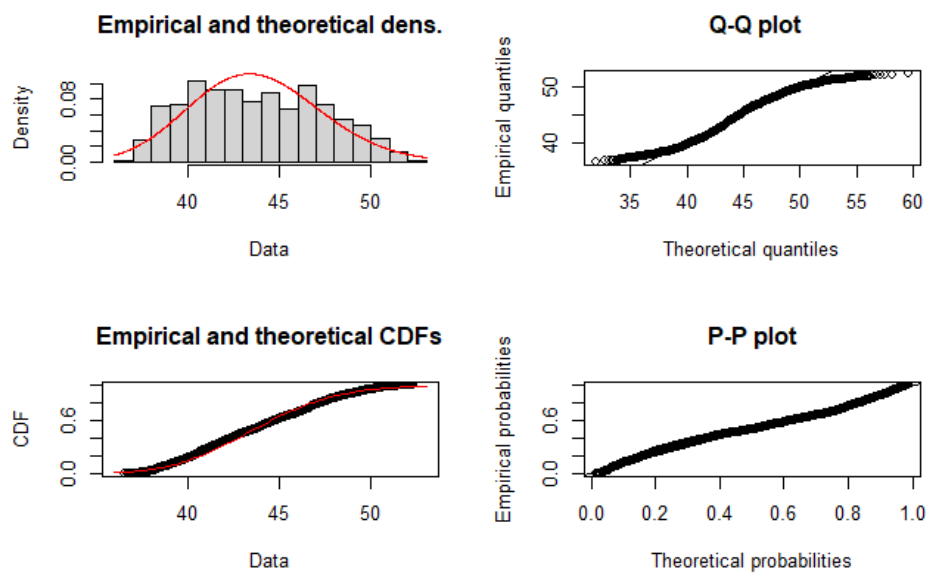 Empirical and theoretical dens.
Density
0.00
0.08
40
45
50
Data
Q-Q plot
Empirical quantiles
40
50
35
40
45
50
55
60
Theoretical quantiles
Empirical and theoretical CDFs
CDF
0.0
0.6
40
45
50
Data
P-P plot
Empirical probabilities
0.0
0.6
0.0
0.2
0.4
0.6
0.8
1.0
Theoretical probabilities